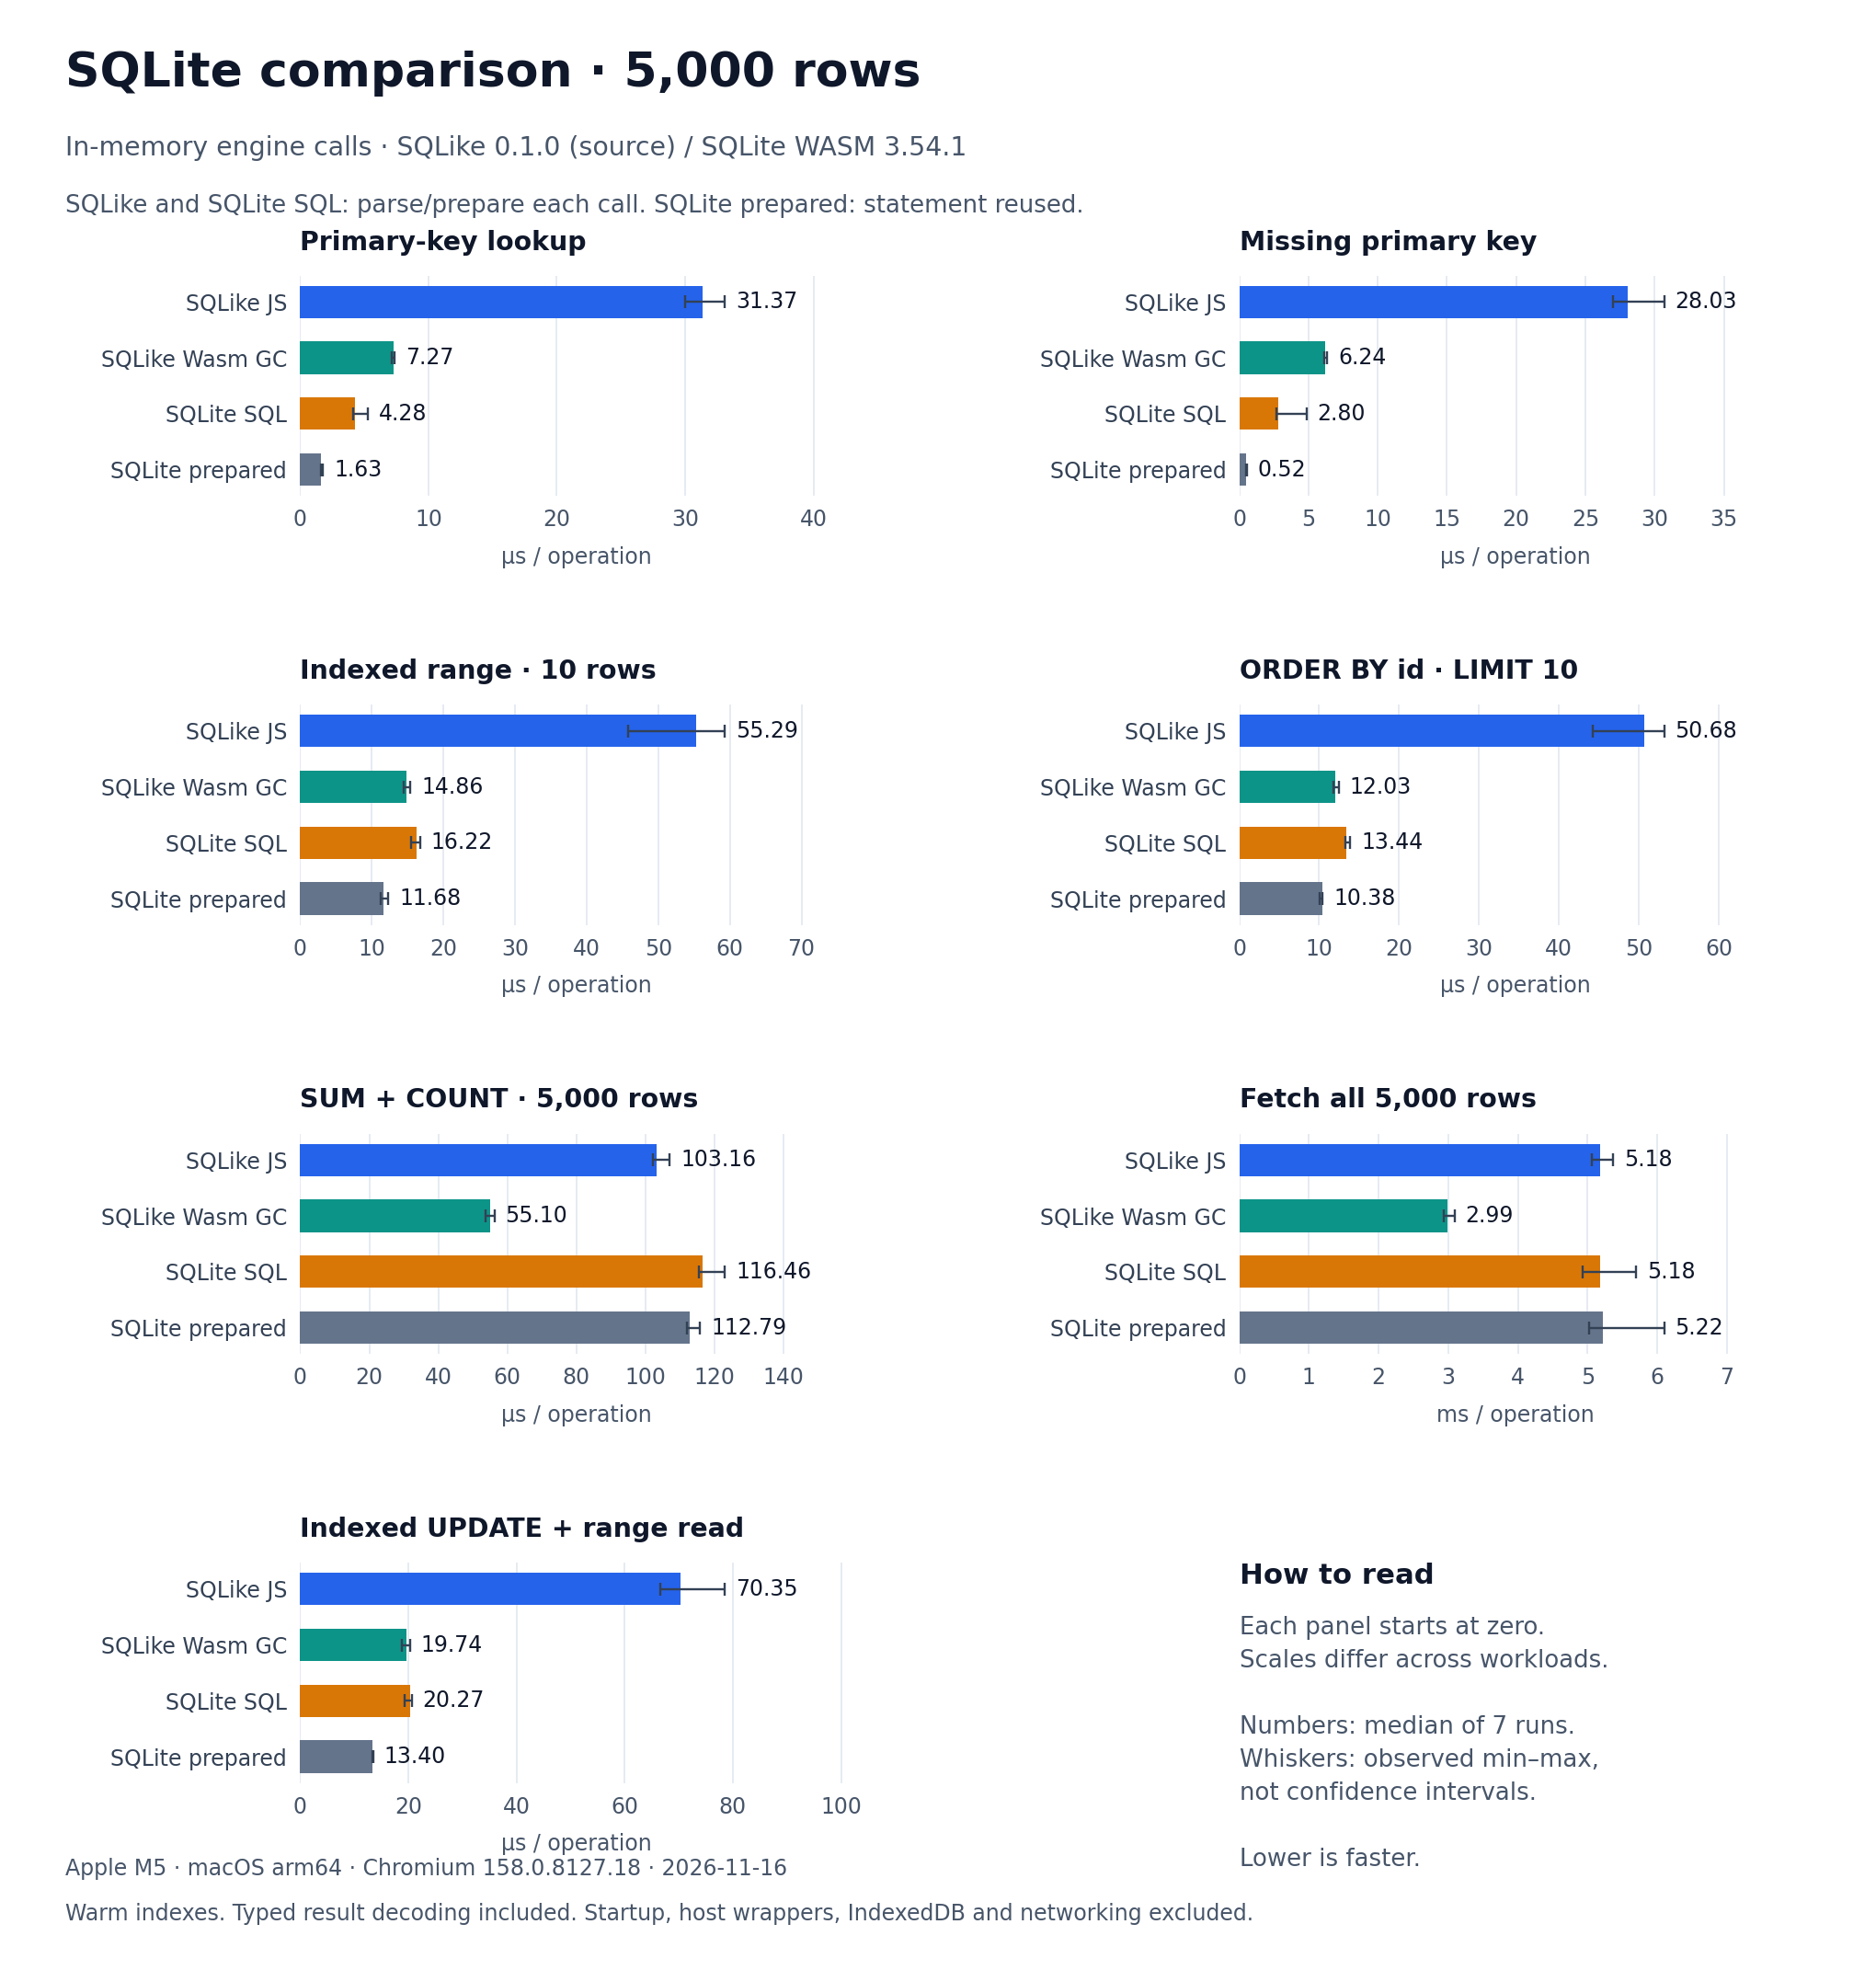 SQLite comparison · 5,000 rows
In-memory engine calls · SQLike 0.1.0 (source) / SQLite WASM 3.54.1
SQLike and SQLite SQL: parse/prepare each call. SQLite prepared: statement reused.
Primary-key lookup
SQLike JS 31.37
SQLike Wasm GC 7.27
SQLite SQL 4.28
SQLite prepared 1.63
0 10 20 30 40
µs / operation
Missing primary key
SQLike JS 28.03
SQLike Wasm GC 6.24
SQLite SQL 2.80
SQLite prepared 0.52
0 5 10 15 20 25 30 35
µs / operation
Indexed range · 10 rows
SQLike JS 55.29
SQLike Wasm GC 14.86
SQLite SQL 16.22
SQLite prepared 11.68
0 10 20 30 40 50 60 70
µs / operation
ORDER BY id · LIMIT 10
SQLike JS 50.68
SQLike Wasm GC 12.03
SQLite SQL 13.44
SQLite prepared 10.38
0 10 20 30 40 50 60
µs / operation
SUM + COUNT · 5,000 rows
SQLike JS 103.16
SQLike Wasm GC 55.10
SQLite SQL 116.46
SQLite prepared 112.79
0 20 40 60 80 100 120 140
µs / operation
Fetch all 5,000 rows
SQLike JS 5.18
SQLike Wasm GC 2.99
SQLite SQL 5.18
SQLite prepared 5.22
0 1 2 3 4 5 6 7
ms / operation
Indexed UPDATE + range read
SQLike JS 70.35
SQLike Wasm GC 19.74
SQLite SQL 20.27
SQLite prepared 13.40
0 20 40 60 80 100
µs / operation
How to read
Each panel starts at zero.
Scales differ across workloads.
Numbers: median of 7 runs.
Whiskers: observed min–max,
not confidence intervals.
Lower is faster.
Apple M5 · macOS arm64 · Chromium 158.0.8127.18 · 2026-11-16
Warm indexes. Typed result decoding included. Startup, host wrappers, IndexedDB and networking excluded.